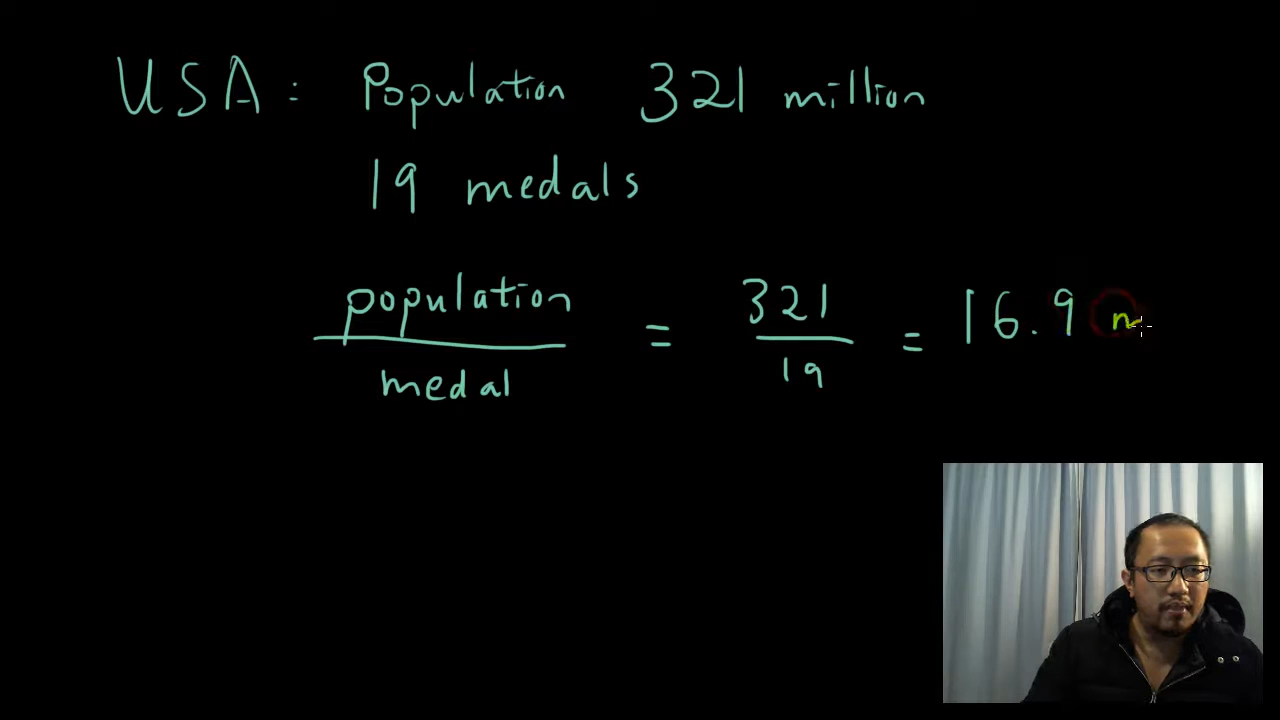 USA: Population 321 million
19 medals
population / medal = 321 / 19 = 16.9